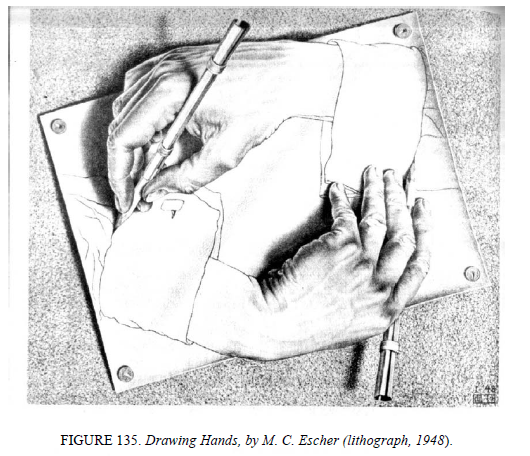 FIGURE 135. Drawing Hands, by M. C. Escher (lithograph, 1948).